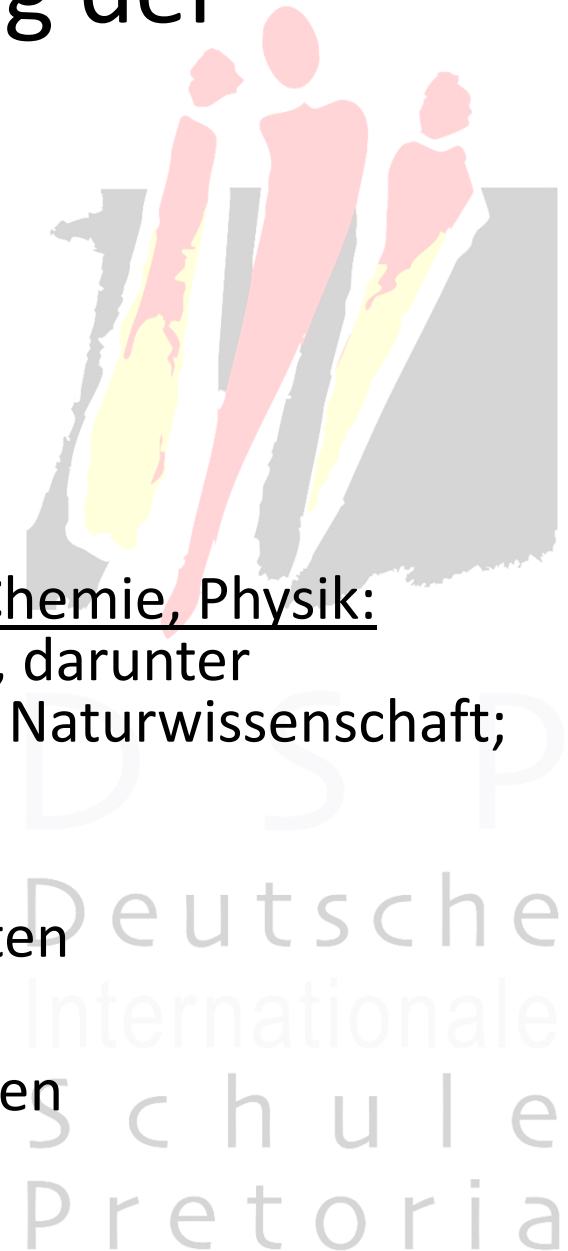 g der
Chemie, Physik:
, darunter
Naturwissenschaft;
D S P
Deutsche
ten
Internationale
en
Schule
Pretoria